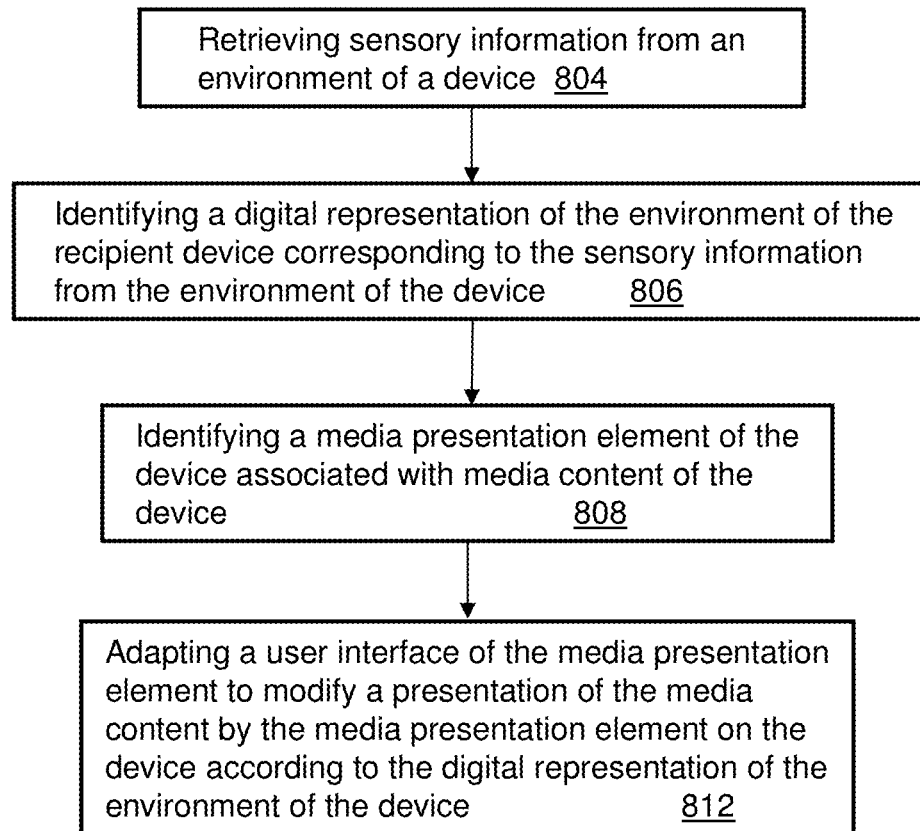 Retrieving sensory information from an
environment of a device 804
Identifying a digital representation of the environment of the
recipient device corresponding to the sensory information
from the environment of the device 806
Identifying a media presentation element of the
device associated with media content of the
device 808
Adapting a user interface of the media presentation
element to modify a presentation of the media
content by the media presentation element on the
device according to the digital representation of the
environment of the device 812